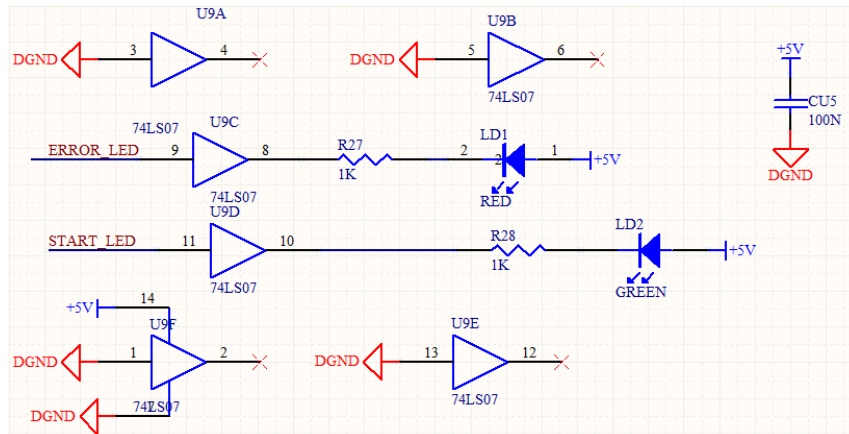 U9A
DGND 3 4
U9B
DGND 5 6
74LS07
+5V
CU5
100N
DGND
74LS07 U9C
ERROR_LED 9 8
R27
1K
LD1
2 2 1 +5V
RED
74LS07
U9D
START_LED 11 10
74LS07
R28
1K
LD2
+5V
GREEN
+5V 14
U9F
DGND 1 2
DGND
74LS07
U9E
DGND 13 12
74LS07